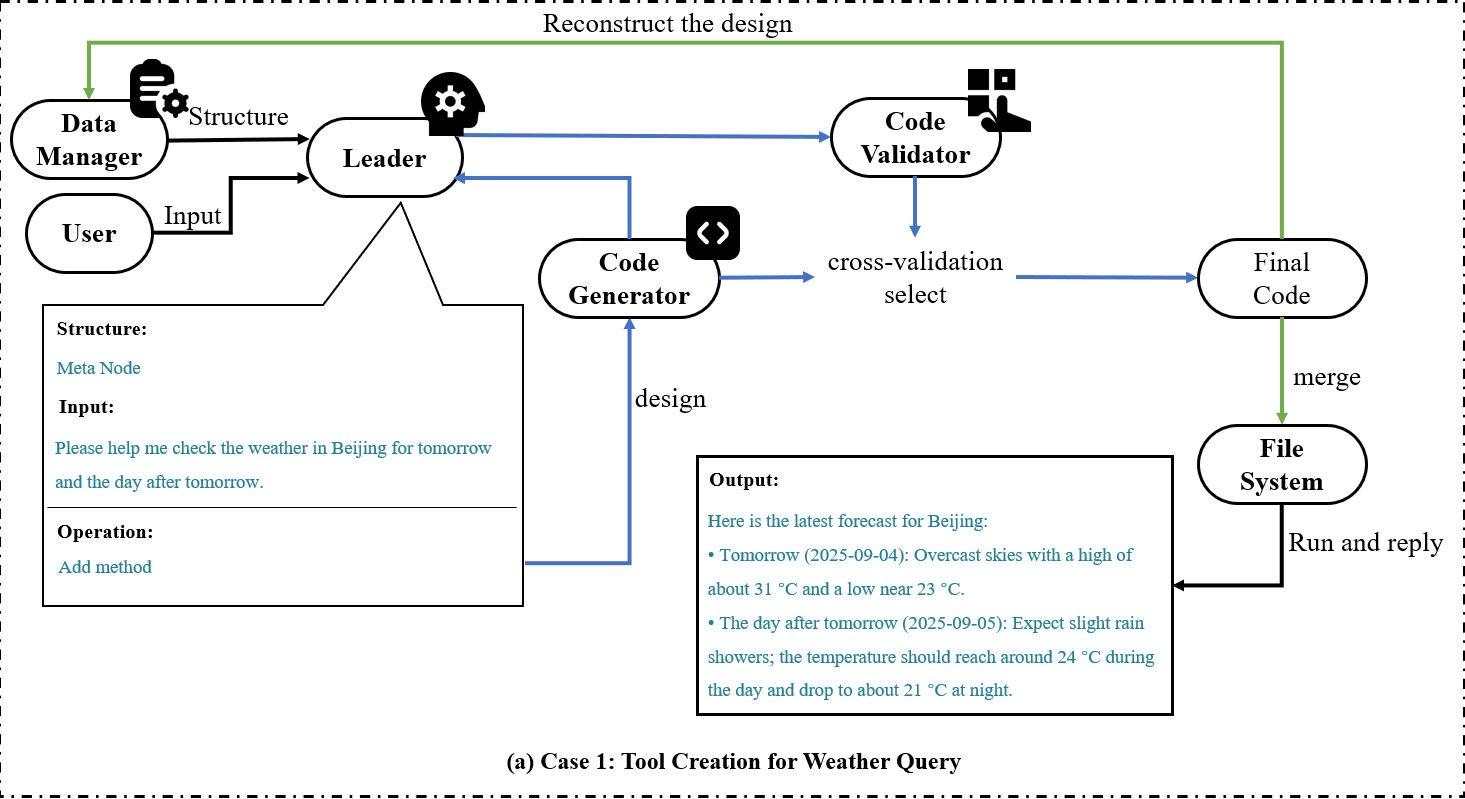 Reconstruct the design
Data
Manager
Structure
Leader
Code
Validator
User
Input
Code
Generator
cross-validation
select
Final
Code
Structure:
Meta Node
Input:
Please help me check the weather in Beijing for tomorrow
and the day after tomorrow.
Operation:
Add method
design
merge
File
System
Run and reply
Output:
Here is the latest forecast for Beijing:
• Tomorrow (2025-09-04): Overcast skies with a high of
about 31 °C and a low near 23 °C.
• The day after tomorrow (2025-09-05): Expect slight rain
showers; the temperature should reach around 24 °C during
the day and drop to about 21 °C at night.
(a) Case 1: Tool Creation for Weather Query